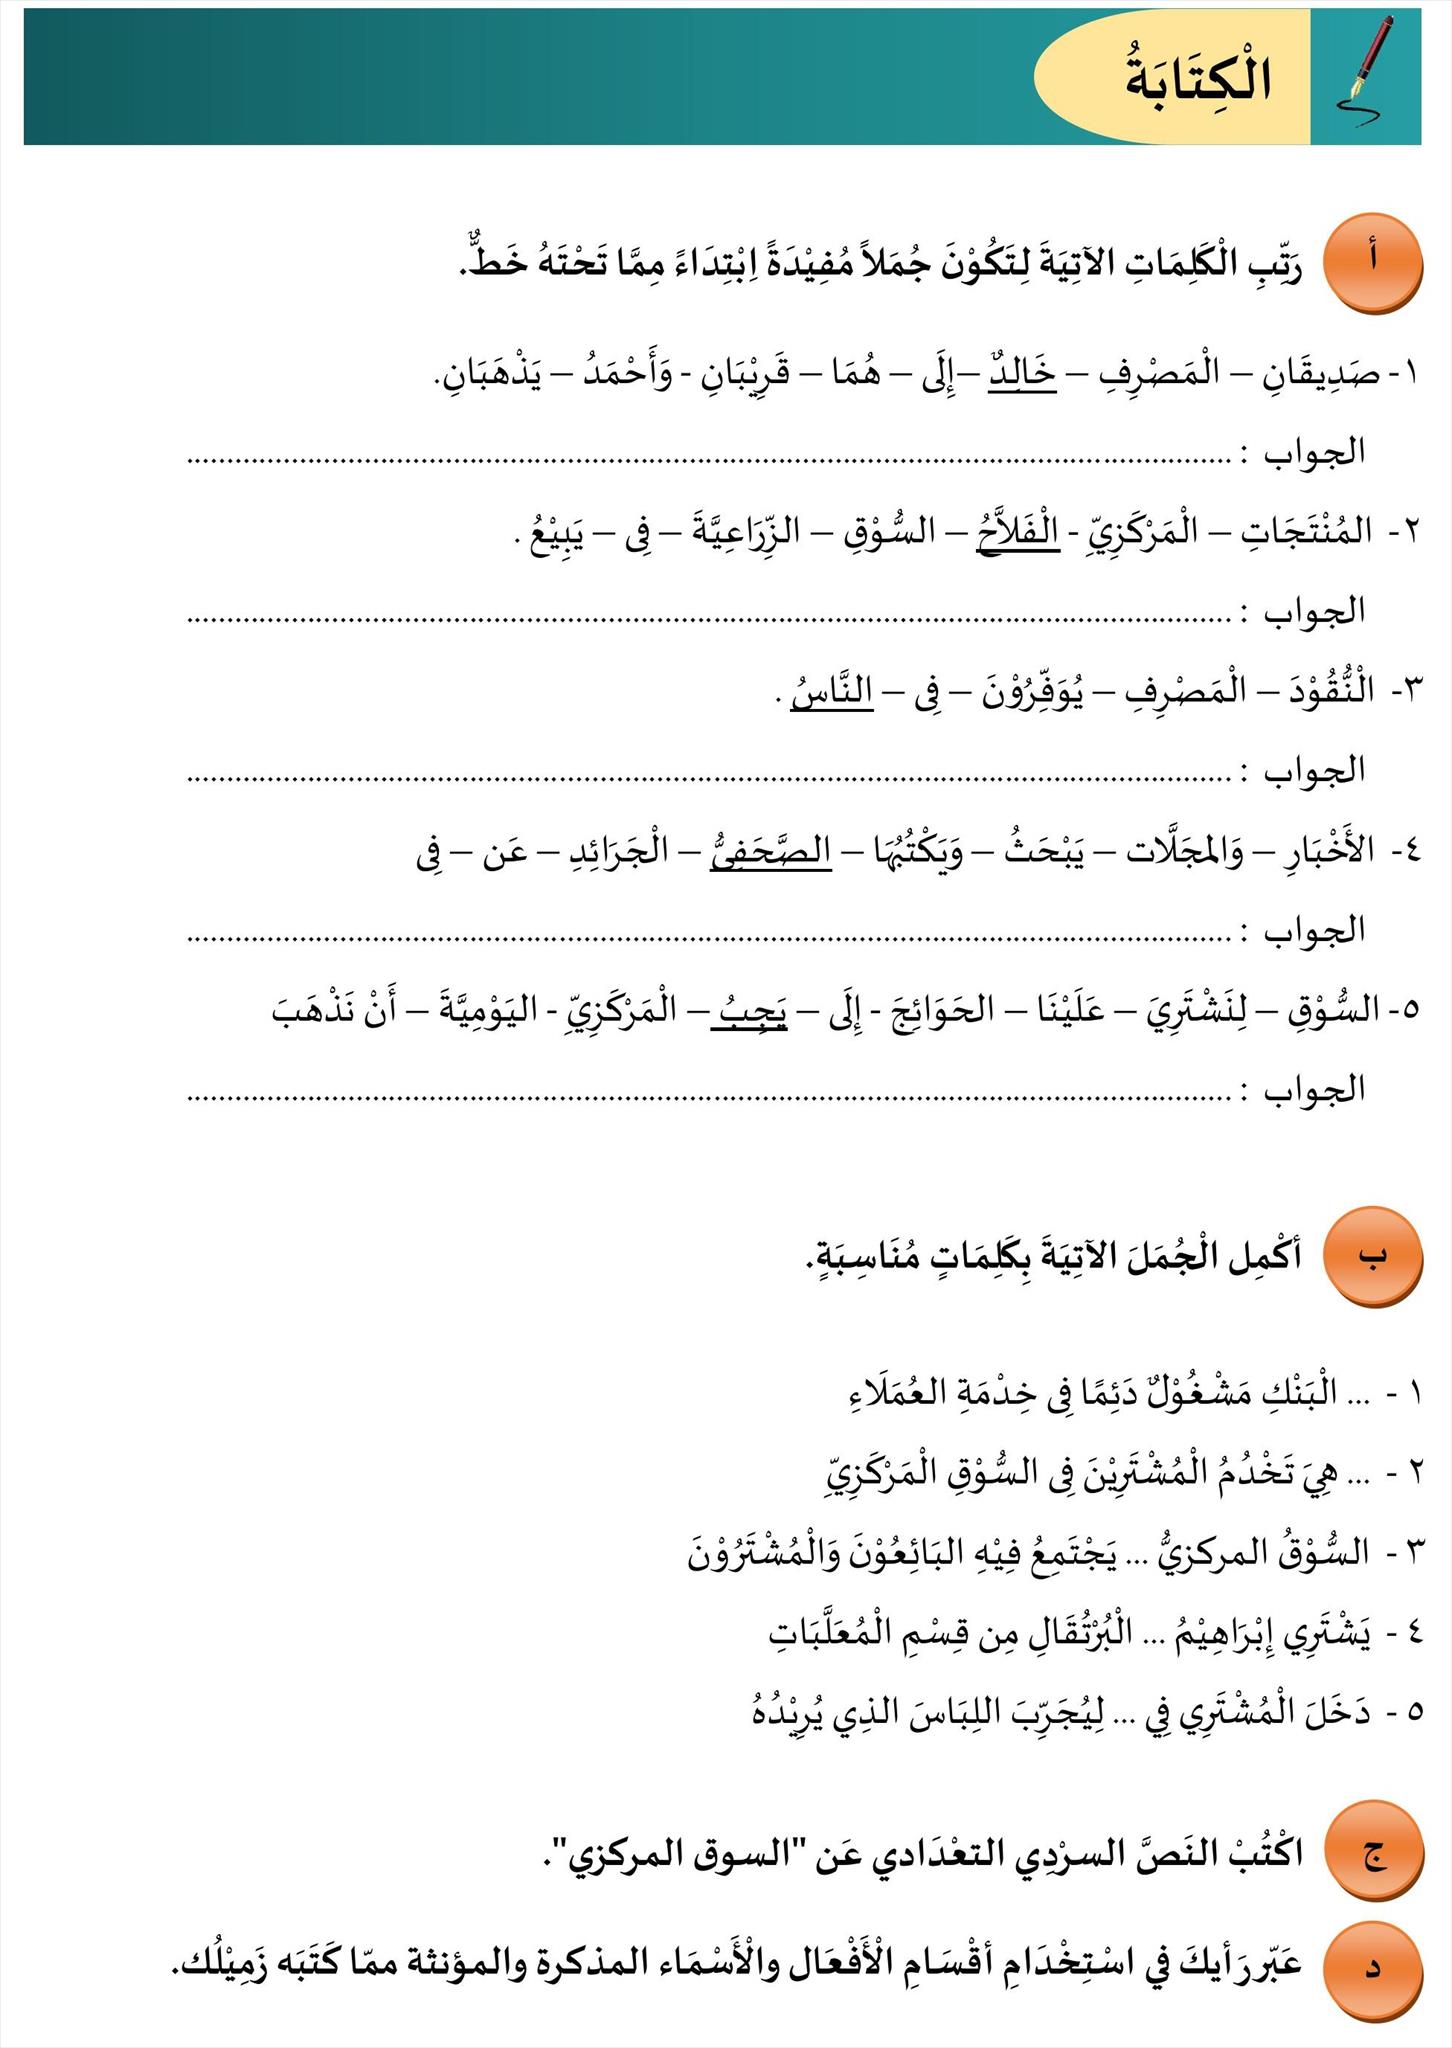 الْكِتَابَةُ
أ
رَتِّبِ الْكَلِمَاتِ الآتِيَةَ لِتَكُوْنَ جُمَلاً مُفِيْدَةً اِبْتِدَاءً مِمَّا تَحْتَهُ خَطٌّ.
١- صَدِيقَانِ – الْمَصْرِفِ – خَالِدٌ –إِلَى – هُمَا – قَرِيْبَانِ - وَأَحْمَدُ – يَذْهَبَانِ.
الجواب : ........................................................................................................................
٢- المُنْتَجَاتِ – الْمَرْكَزِيِّ - الْفَلاَّحُ – السُّوْقِ – الزِّرَاعِيَّةَ – فِى – يَبِيْعُ .
الجواب : ........................................................................................................................
٣- الْنُّقُوْدَ – الْمَصْرِفِ – يُوَفِّرُوْنَ – فِى – النَّاسُ .
الجواب : ........................................................................................................................
٤- الأَخْبَارِ – وَالمجَلَّات – يَبْحَثُ – وَيَكْتُبُهَا – الصَّحَفِىُّ – الْجَرَائِدِ – عَن – فِى
الجواب : ........................................................................................................................
٥- السُّوْقِ – لِنَشْتَرِيَ – عَلَيْنَا – الحَوَائِجَ - إِلَى – يَجِبُ – الْمَرْكَزِيِّ - اليَوْمِيَّةَ – أَنْ نَذْهَبَ
الجواب : ........................................................................................................................
ب
أكْمِل الْجُمَلَ الآتِيَةَ بِكَلِمَاتٍ مُنَاسِبَةٍ.
١ - ... الْبَنْكِ مَشْغُوْلٌ دَئِمًا فِى خِدْمَةِ العُمَلَاءِ
٢ - ... هِيَ تَخْدُمُ الْمُشْتَرِيْنَ فِى السُّوْقِ الْمَرْكَزِيِّ
٣ - السُّوْقُ المركزيُّ ... يَجْتَمِعُ فِيْهِ البَائِعُوْنَ وَالْمُشْتَرُوْنَ
٤ - يَشْتَرِي إِبْرَاهِيْمُ ... الْبُرْتُقَالِ مِن قِسْمِ الْمُعَلَّبَاتِ
٥ - دَخَلَ الْمُشْتَرِي فِي ... لِيُجَرِّبَ اللِبَاسَ الذِي يُرِيْدُهُ
ج
اكْتُبْ النَصَّ السرْدِي التعْدَادي عَن "السوق المركزي".
د
عَبّر رَأيكَ في اسْتِخْدَامِ أقْسَامِ الْأَفْعَال والْأَسْمَاء المذكرة والمؤنثة ممّا كَتَبَه زَمِيْلُك.